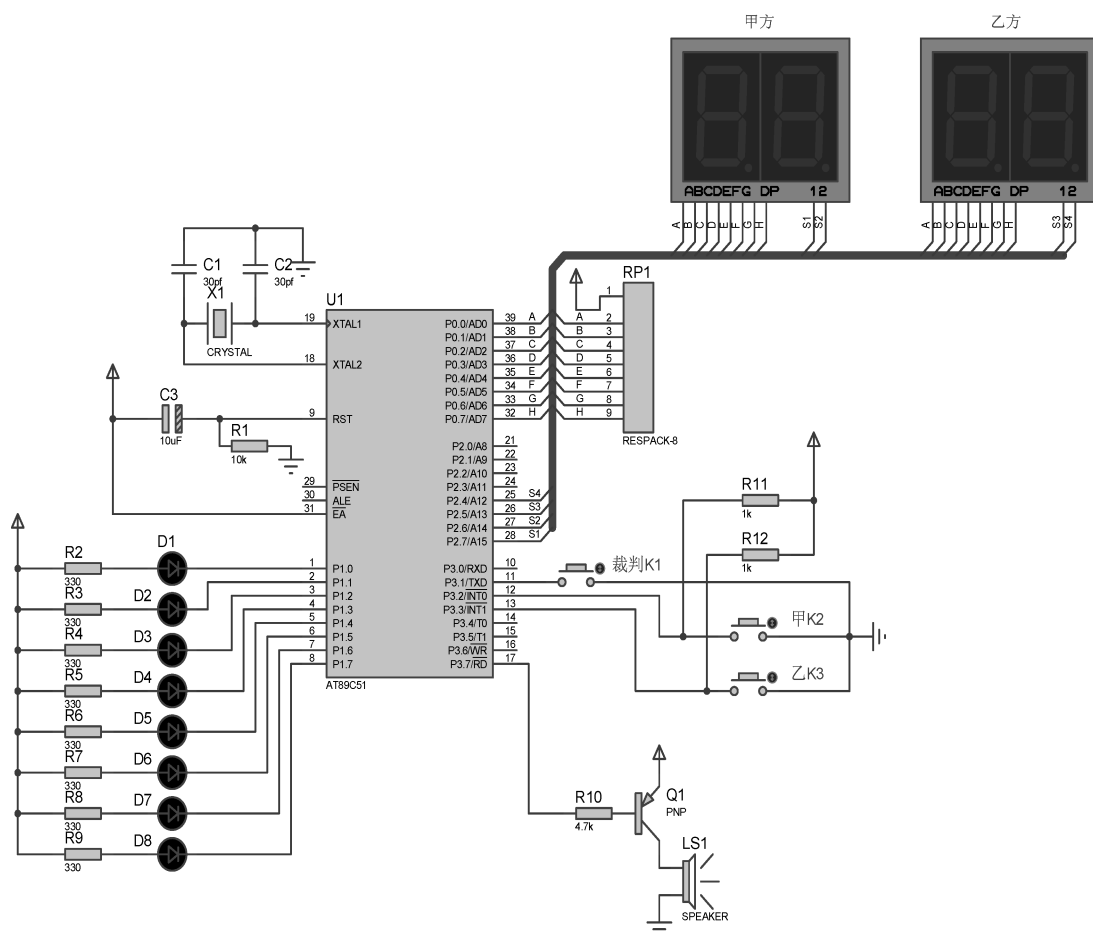 甲方
乙方
ABCDEFG DP 12
ABCDEFG DP 12
A B C D E F G H S1 S2
A B C D E F G H S3 S4
C1
30pf
C2
30pf
X1
CRYSTAL
RP1
1
2
3
4
5
6
7
8
9
RESPACK-8
U1
19 XTAL1
18 XTAL2
9 RST
29 PSEN
30 ALE
31 EA
1 P1.0
2 P1.1
3 P1.2
4 P1.3
5 P1.4
6 P1.5
7 P1.6
8 P1.7
P0.0/AD0 39 A A
P0.1/AD1 38 B B
P0.2/AD2 37 C C
P0.3/AD3 36 D D
P0.4/AD4 35 E E
P0.5/AD5 34 F F
P0.6/AD6 33 G G
P0.7/AD7 32 H H
P2.0/A8 21
P2.1/A9 22
P2.2/A10 23
P2.3/A11 24
P2.4/A12 25 S4
P2.5/A13 26 S3
P2.6/A14 27 S2
P2.7/A15 28 S1
P3.0/RXD 10
P3.1/TXD 11
P3.2/INT0 12
P3.3/INT1 13
P3.4/T0 14
P3.5/T1 15
P3.6/WR 16
P3.7/RD 17
AT89C51
C3
10uF
R1
10k
R2
330
D1
R3
330
D2
R4
330
D3
R5
330
D4
R6
330
D5
R7
330
D6
R8
330
D7
R9
330
D8
R11
1k
R12
1k
裁判K1
甲K2
乙K3
R10
4.7k
Q1
PNP
LS1
SPEAKER